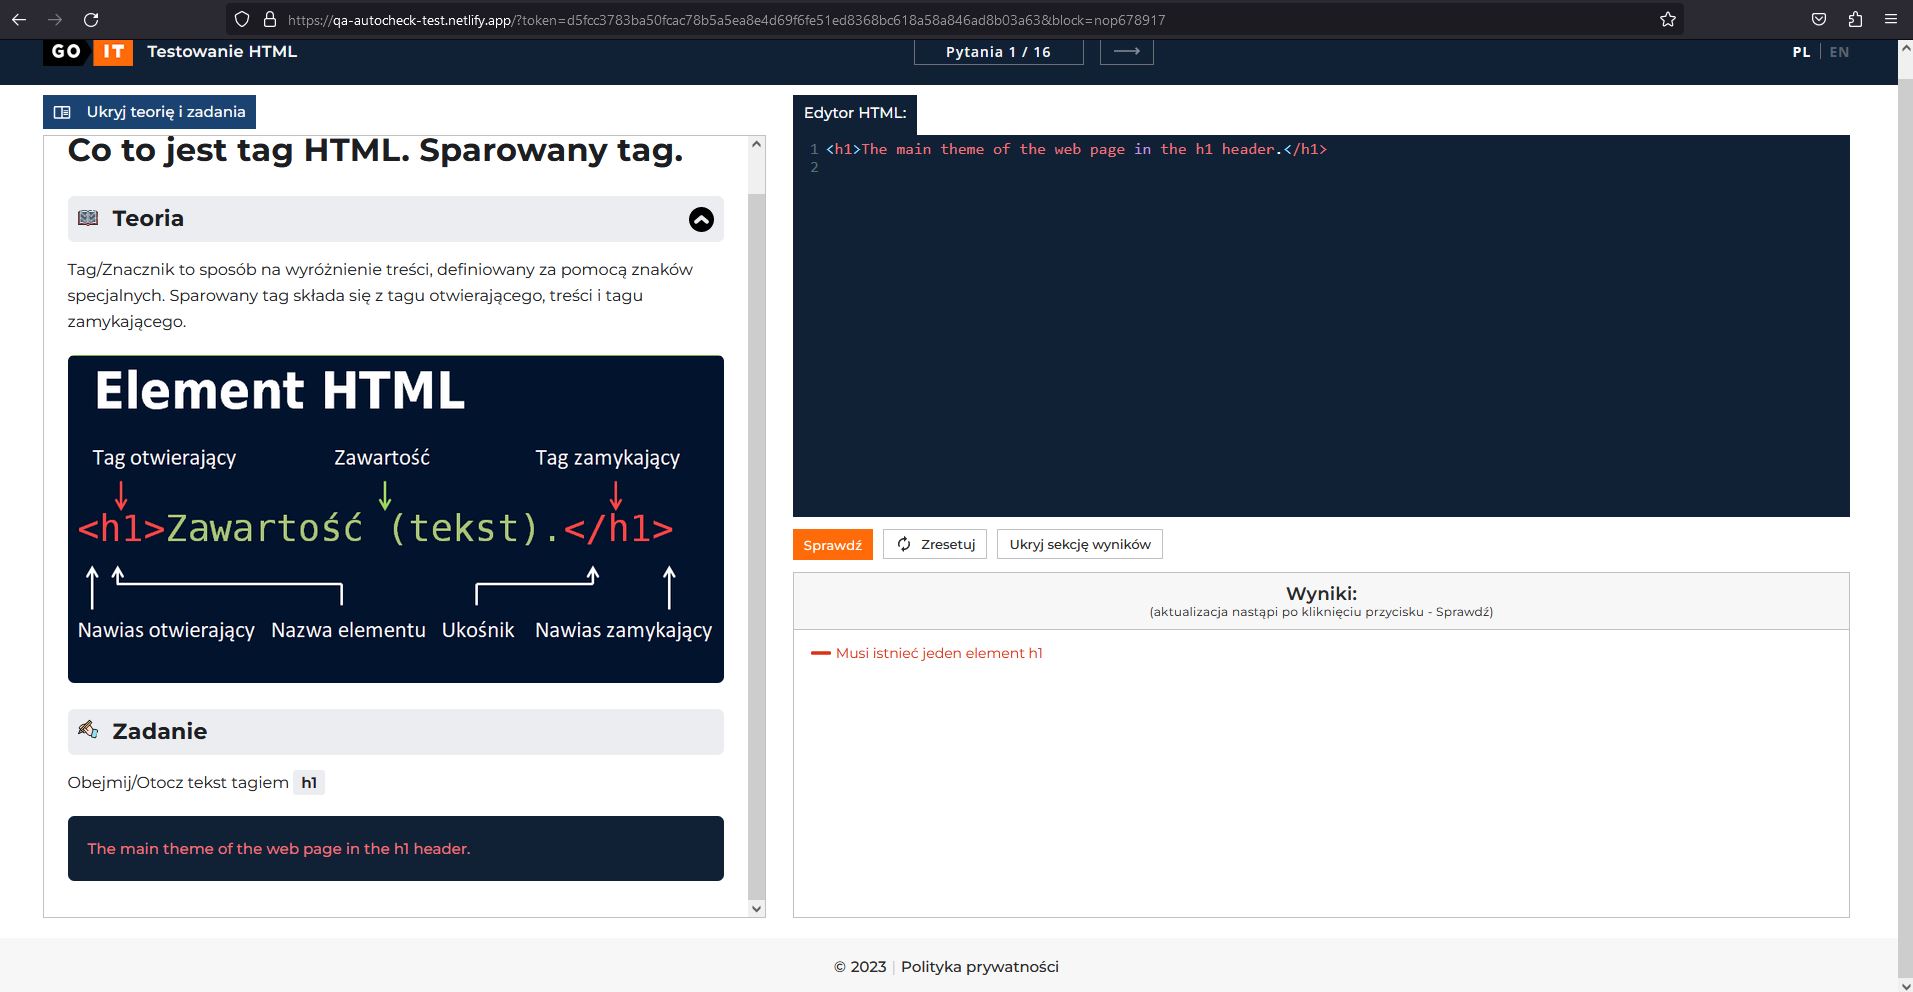 https://qa-autocheck-test.netlify.app/?token=d5fcc3783ba50fcac78b5a5ea8e4d69f6fe51ed8368bc618a58a846ad8b03a63&block=nop678917
GO IT Testowanie HTML
Pytania 1 / 16
PL | EN
Ukryj teorię i zadania
Co to jest tag HTML. Sparowany tag.
Teoria
Tag/Znacznik to sposób na wyróżnienie treści, definiowany za pomocą znaków
specjalnych. Sparowany tag składa się z tagu otwierającego, treści i tagu
zamykającego.
Element HTML
Tag otwierający Zawartość Tag zamykający
<h1>Zawartość (tekst).</h1>
Nawias otwierający Nazwa elementu Ukośnik Nawias zamykający
Zadanie
Obejmij/Otocz tekst tagiem h1
The main theme of the web page in the h1 header.
Edytor HTML:
1 <h1>The main theme of the web page in the h1 header.</h1>
2
Sprawdź Zresetuj Ukryj sekcję wyników
Wyniki:
(aktualizacja nastąpi po kliknięciu przycisku - Sprawdź)
Musi istnieć jeden element h1
© 2023 | Polityka prywatności